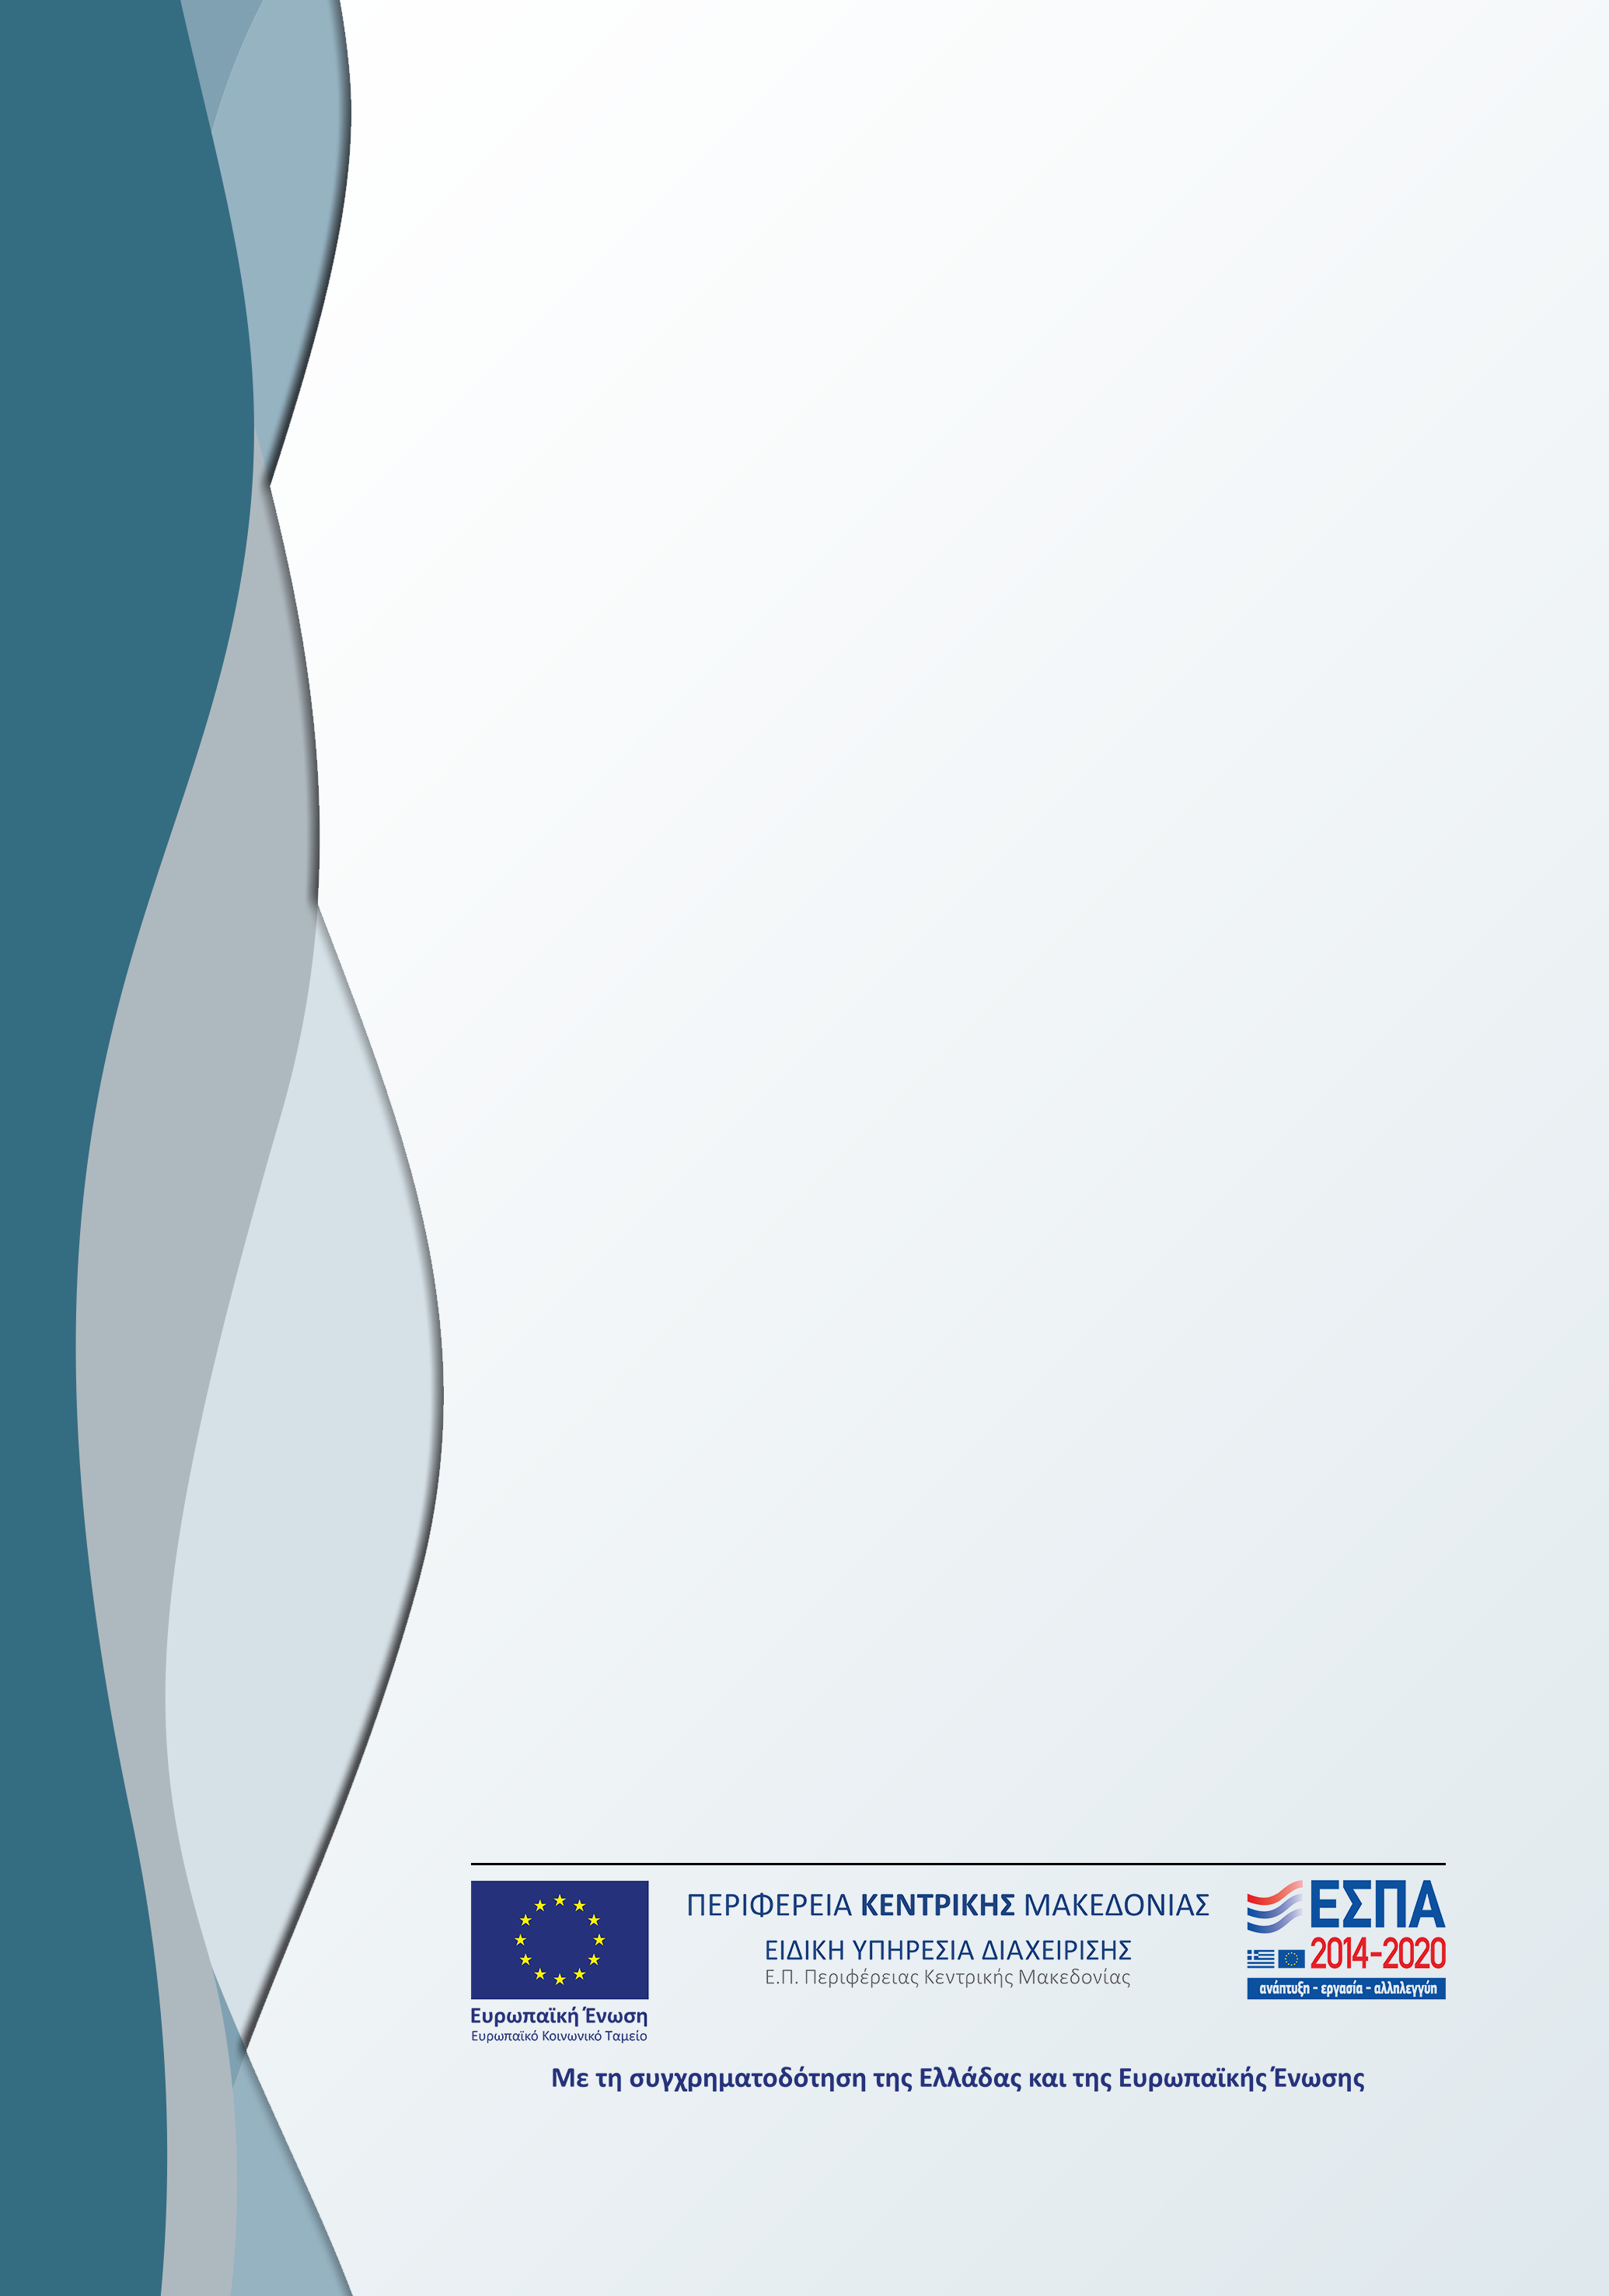 ΠΕΡΙΦΕΡΕΙΑ ΚΕΝΤΡΙΚΗΣ ΜΑΚΕΔΟΝΙΑΣ
ΕΙΔΙΚΗ ΥΠΗΡΕΣΙΑ ΔΙΑΧΕΙΡΙΣΗΣ
Ε.Π. Περιφέρειας Κεντρικής Μακεδονίας
Ευρωπαϊκή Ένωση
Ευρωπαϊκό Κοινωνικό Ταμείο
ΕΣΠΑ
2014-2020
ανάπτυξη - εργασία - αλληλεγγύη
Με τη συγχρηματοδότηση της Ελλάδας και της Ευρωπαϊκής Ένωσης